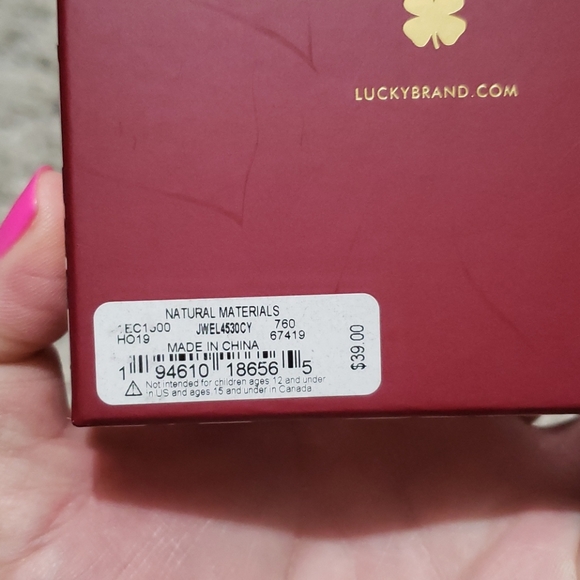 LUCKYBRAND.COM
NATURAL MATERIALS
JWEL4530CY 760
HO19 67419
MADE IN CHINA
$39.00
1 94610 18656 5
Not intended for children ages 12 and under
in US and ages 15 and under in Canada